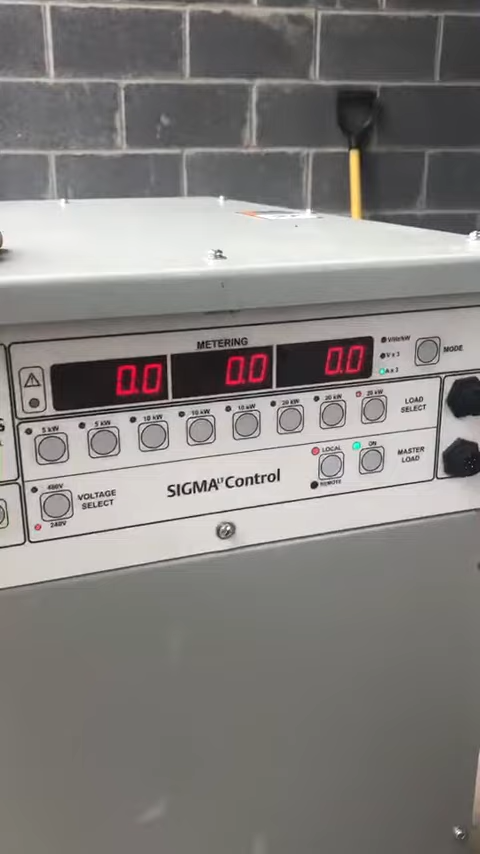 METERING
0.0 0.0 0.0
V/Hz/kW
V x 3
A x 3
MODE
5 kW 5 kW 10 kW 10 kW 10 kW 20 kW 20 kW 20 kW
LOAD
SELECT
LOCAL
REMOTE
ON
MASTER
LOAD
480V
240V
VOLTAGE
SELECT
SIGMA LT Control